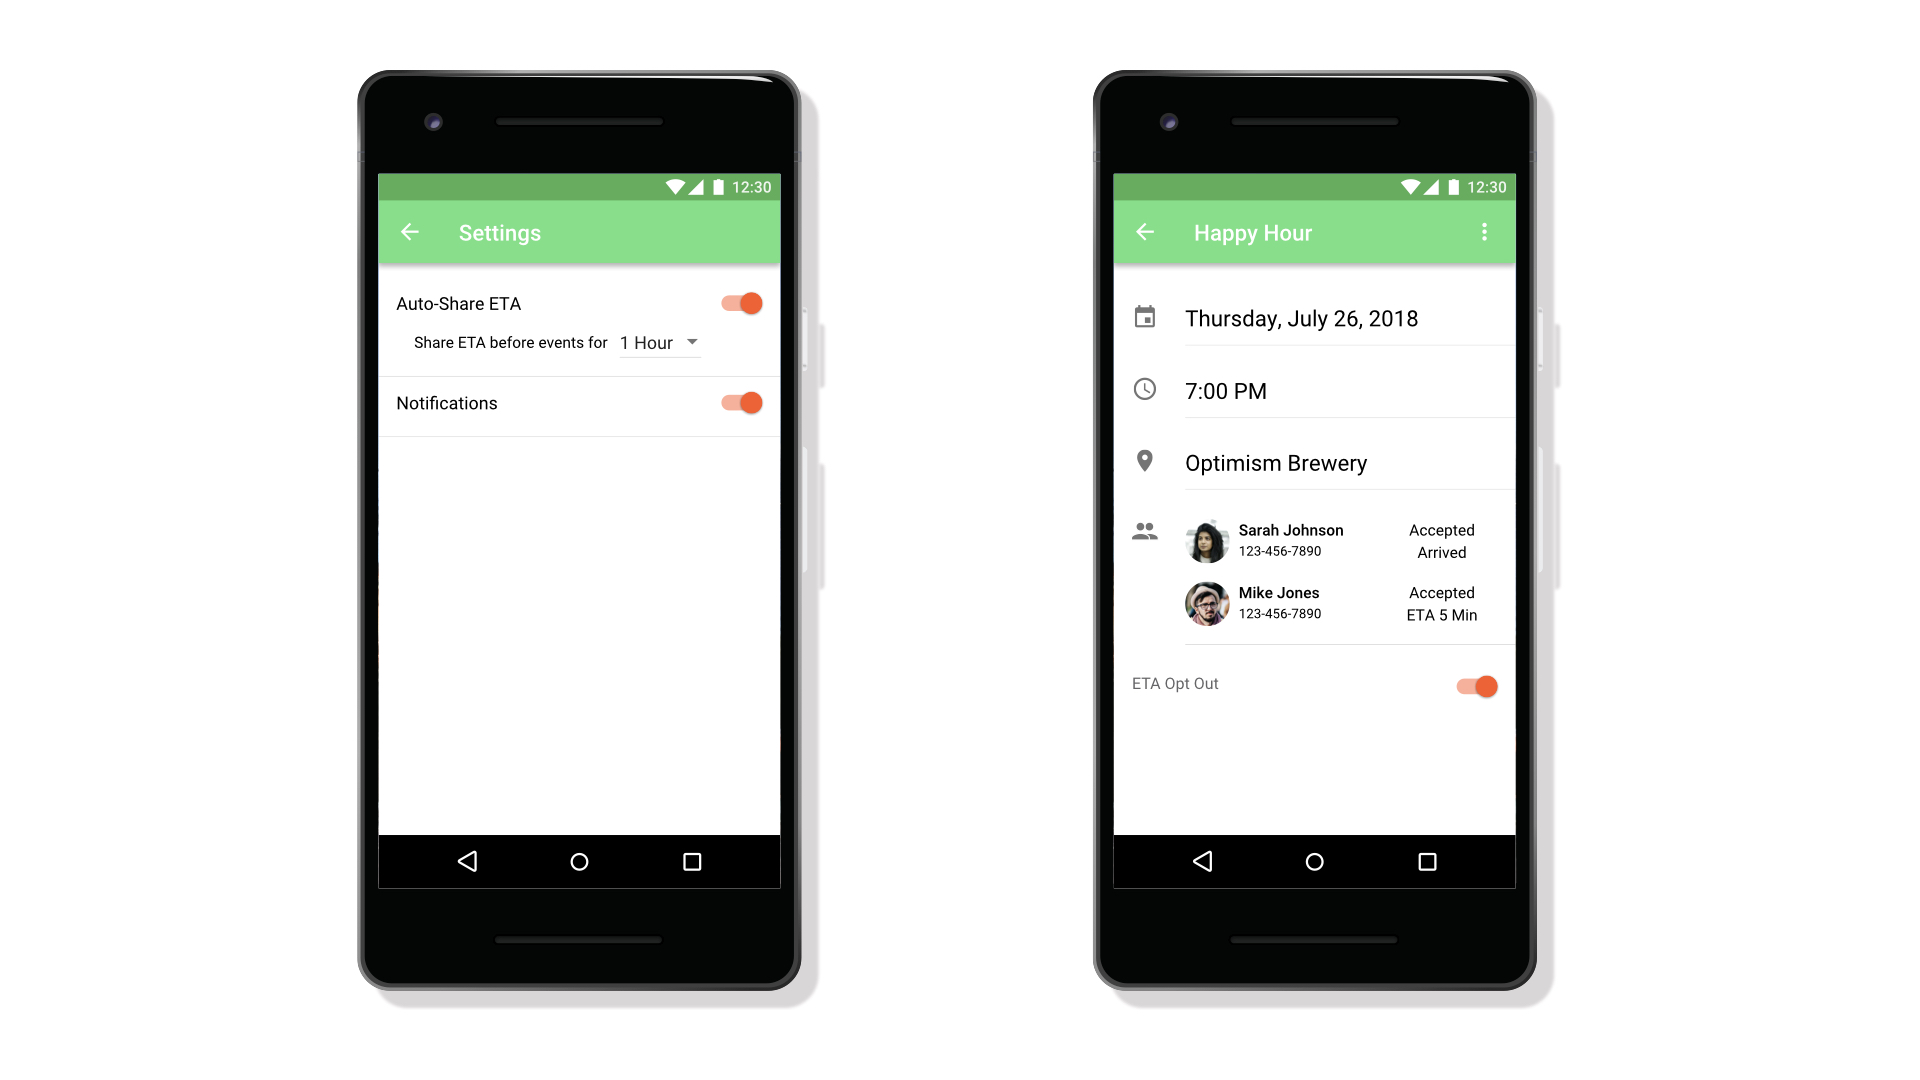 12:30
Settings
Auto-Share ETA
Share ETA before events for 1 Hour
Notifications
12:30
Happy Hour
Thursday, July 26, 2018
7:00 PM
Optimism Brewery
Sarah Johnson Accepted
123-456-7890 Arrived
Mike Jones Accepted
123-456-7890 ETA 5 Min
ETA Opt Out